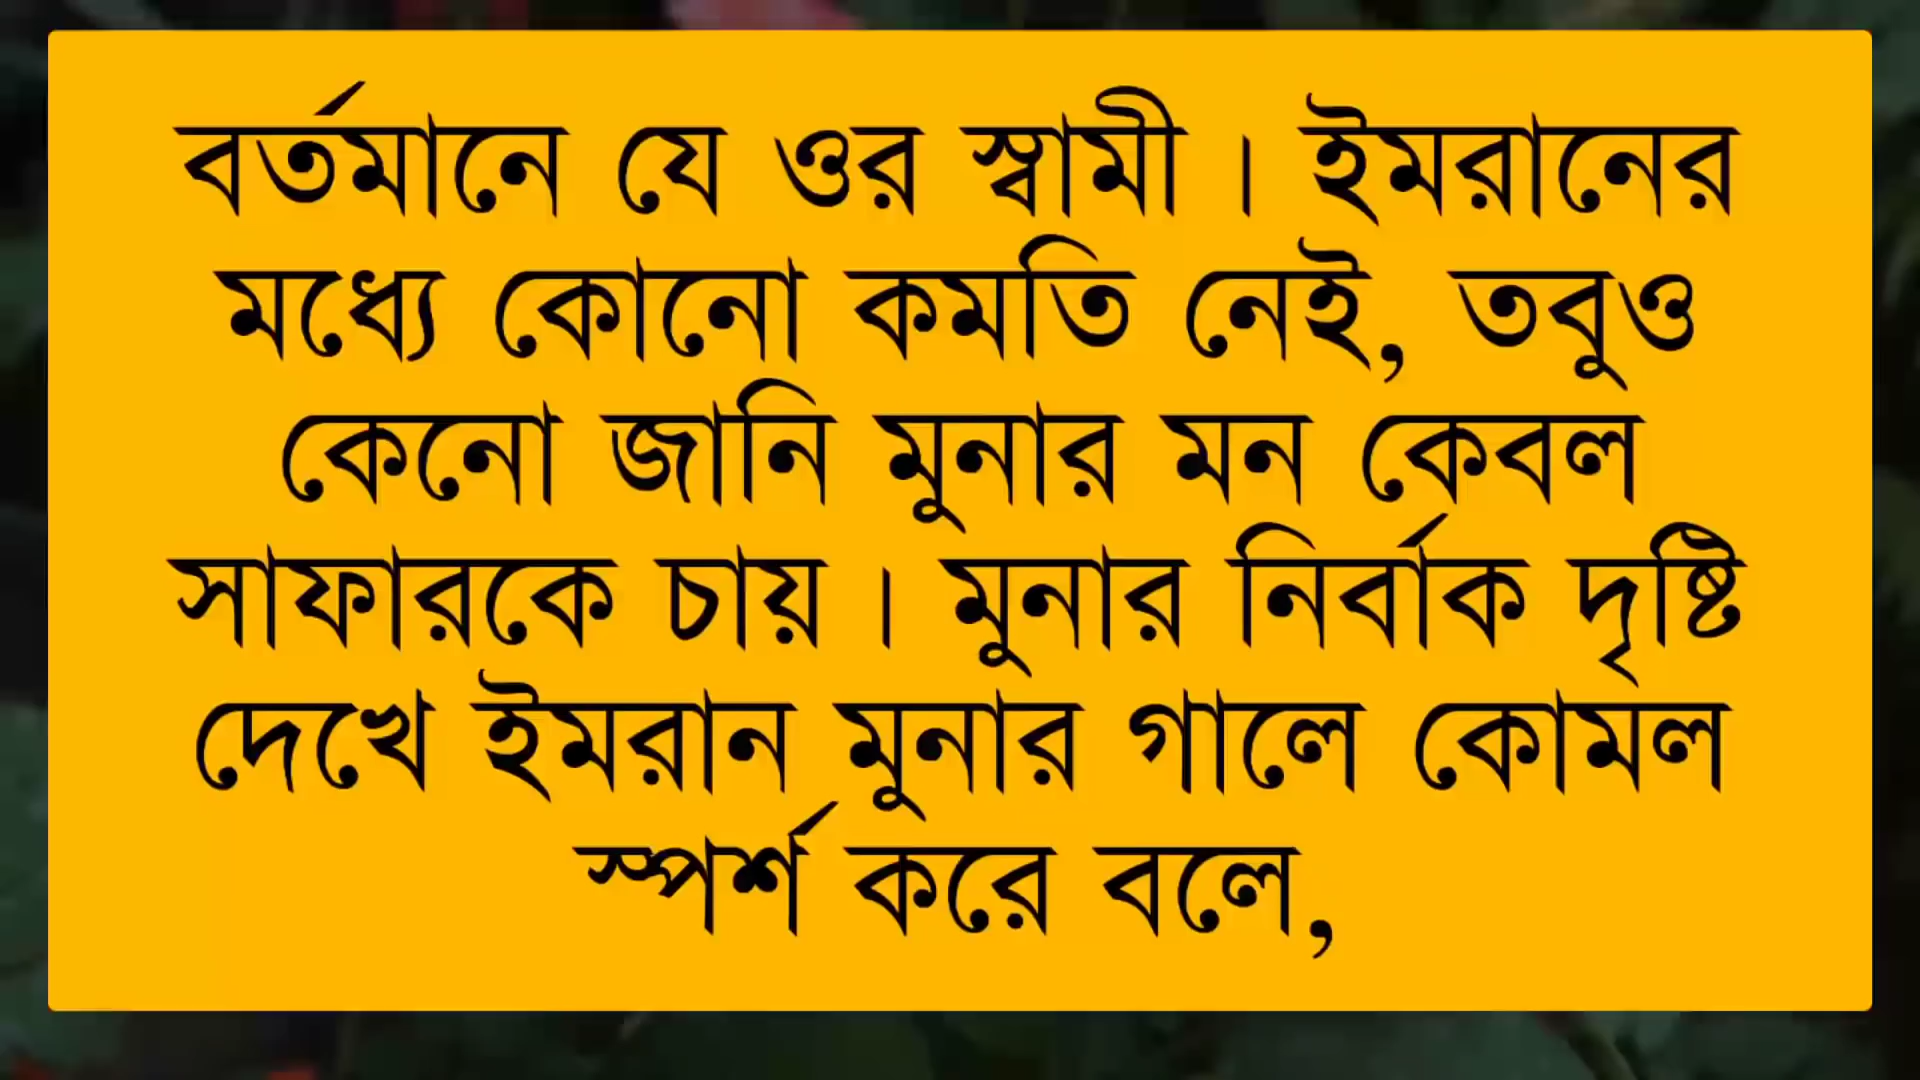 বর্তমানে যে ওর স্বামী। ইমরানের
মধ্যে কোনো কমতি নেই, তবুও
কেনো জানি মুনার মন কেবল
সাফারকে চায়। মুনার নির্বাক দৃষ্টি
দেখে ইমরান মুনার গালে কোমল
স্পর্শ করে বলে,